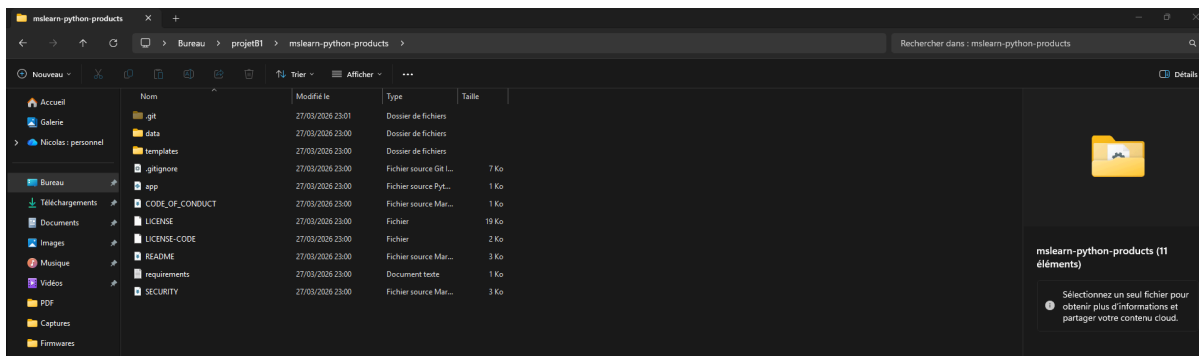 mslearn-python-products
Bureau > projetB1 > mslearn-python-products >
Rechercher dans : mslearn-python-products
Nouveau
Trier
Afficher
Détails
Accueil
Galerie
Nicolas : personnel
Bureau
Téléchargements
Documents
Images
Musique
Vidéos
PDF
Captures
Firmwares
Nom Modifié le Type Taille
.git 27/03/2026 23:01 Dossier de fichiers
data 27/03/2026 23:00 Dossier de fichiers
templates 27/03/2026 23:00 Dossier de fichiers
.gitignore 27/03/2026 23:00 Fichier source Git I... 7 Ko
app 27/03/2026 23:00 Fichier source Pyt... 1 Ko
CODE_OF_CONDUCT 27/03/2026 23:00 Fichier source Mar... 1 Ko
LICENSE 27/03/2026 23:00 Fichier 19 Ko
LICENSE-CODE 27/03/2026 23:00 Fichier 2 Ko
README 27/03/2026 23:00 Fichier source Mar... 3 Ko
requirements 27/03/2026 23:00 Document texte 1 Ko
SECURITY 27/03/2026 23:00 Fichier source Mar... 3 Ko
mslearn-python-products (11
éléments)
Sélectionnez un seul fichier pour
obtenir plus d'informations et
partager votre contenu cloud.